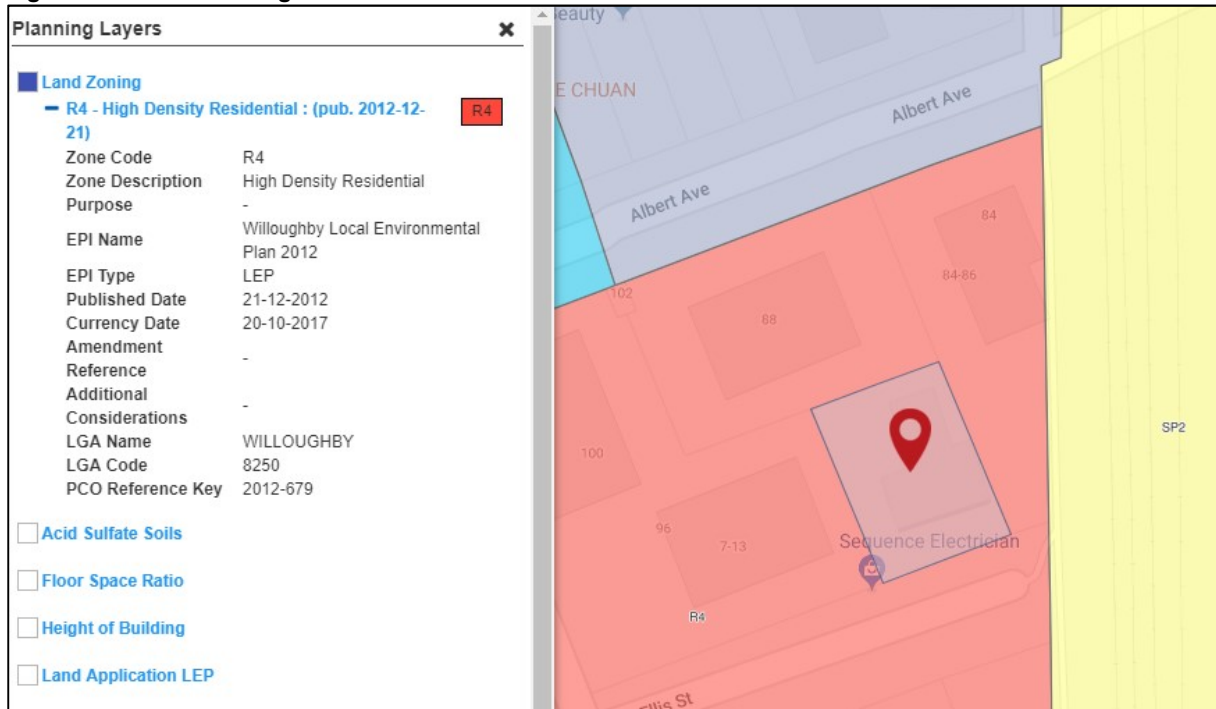 Planning Layers
Land Zoning
R4 - High Density Residential : (pub. 2012-12-
21)
R4
Zone Code R4
Zone Description High Density Residential
Purpose -
EPI Name Willoughby Local Environmental
Plan 2012
EPI Type LEP
Published Date 21-12-2012
Currency Date 20-10-2017
Amendment
Reference -
Additional
Considerations -
LGA Name WILLOUGHBY
LGA Code 8250
PCO Reference Key 2012-679
Acid Sulfate Soils
Floor Space Ratio
Height of Building
Land Application LEP
Beauty
E CHUAN
Albert Ave
Albert Ave
84
84-86
102
88
SP2
100
96
7-13
Sequence Electrician
R4
Ellis St